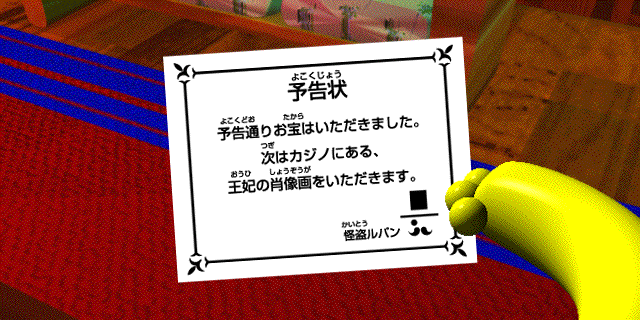 予告状
予告通りお宝はいただきました。
次はカジノにある、
王妃の肖像画をいただきます。
怪盗ルパン